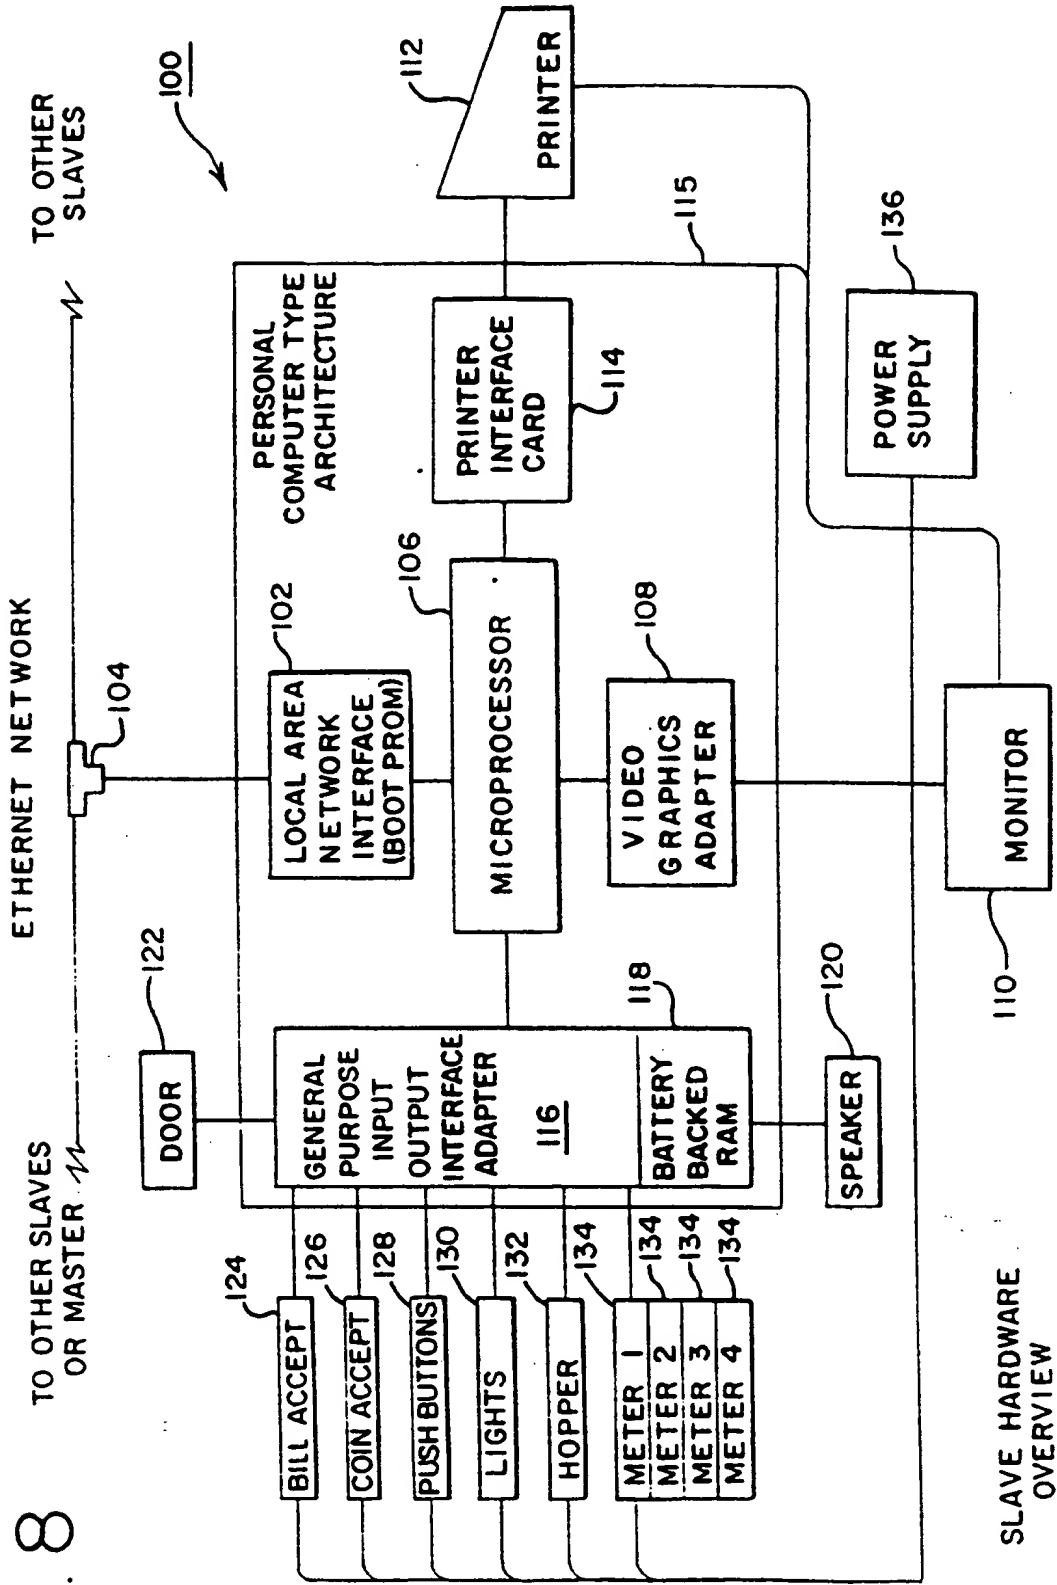 . 8
TO OTHER SLAVES
OR MASTER
ETHERNET NETWORK
TO OTHER
SLAVES
100
104
122
DOOR
PERSONAL
COMPUTER TYPE
ARCHITECTURE
102
LOCAL AREA
NETWORK
INTERFACE
(BOOT PROM)
106
MICROPROCESSOR
PRINTER
INTERFACE
CARD
114
112
PRINTER
115
GENERAL
PURPOSE
INPUT
OUTPUT
INTERFACE
ADAPTER
116
118
BATTERY
BACKED
RAM
108
VIDEO
GRAPHICS
ADAPTER
124
BILL ACCEPT
126
COIN ACCEPT
128
PUSH BUTTONS
130
LIGHTS
132
HOPPER
134
METER 1
134
METER 2
134
METER 3
134
METER 4
120
SPEAKER
136
POWER
SUPPLY
110
MONITOR
SLAVE HARDWARE
OVERVIEW